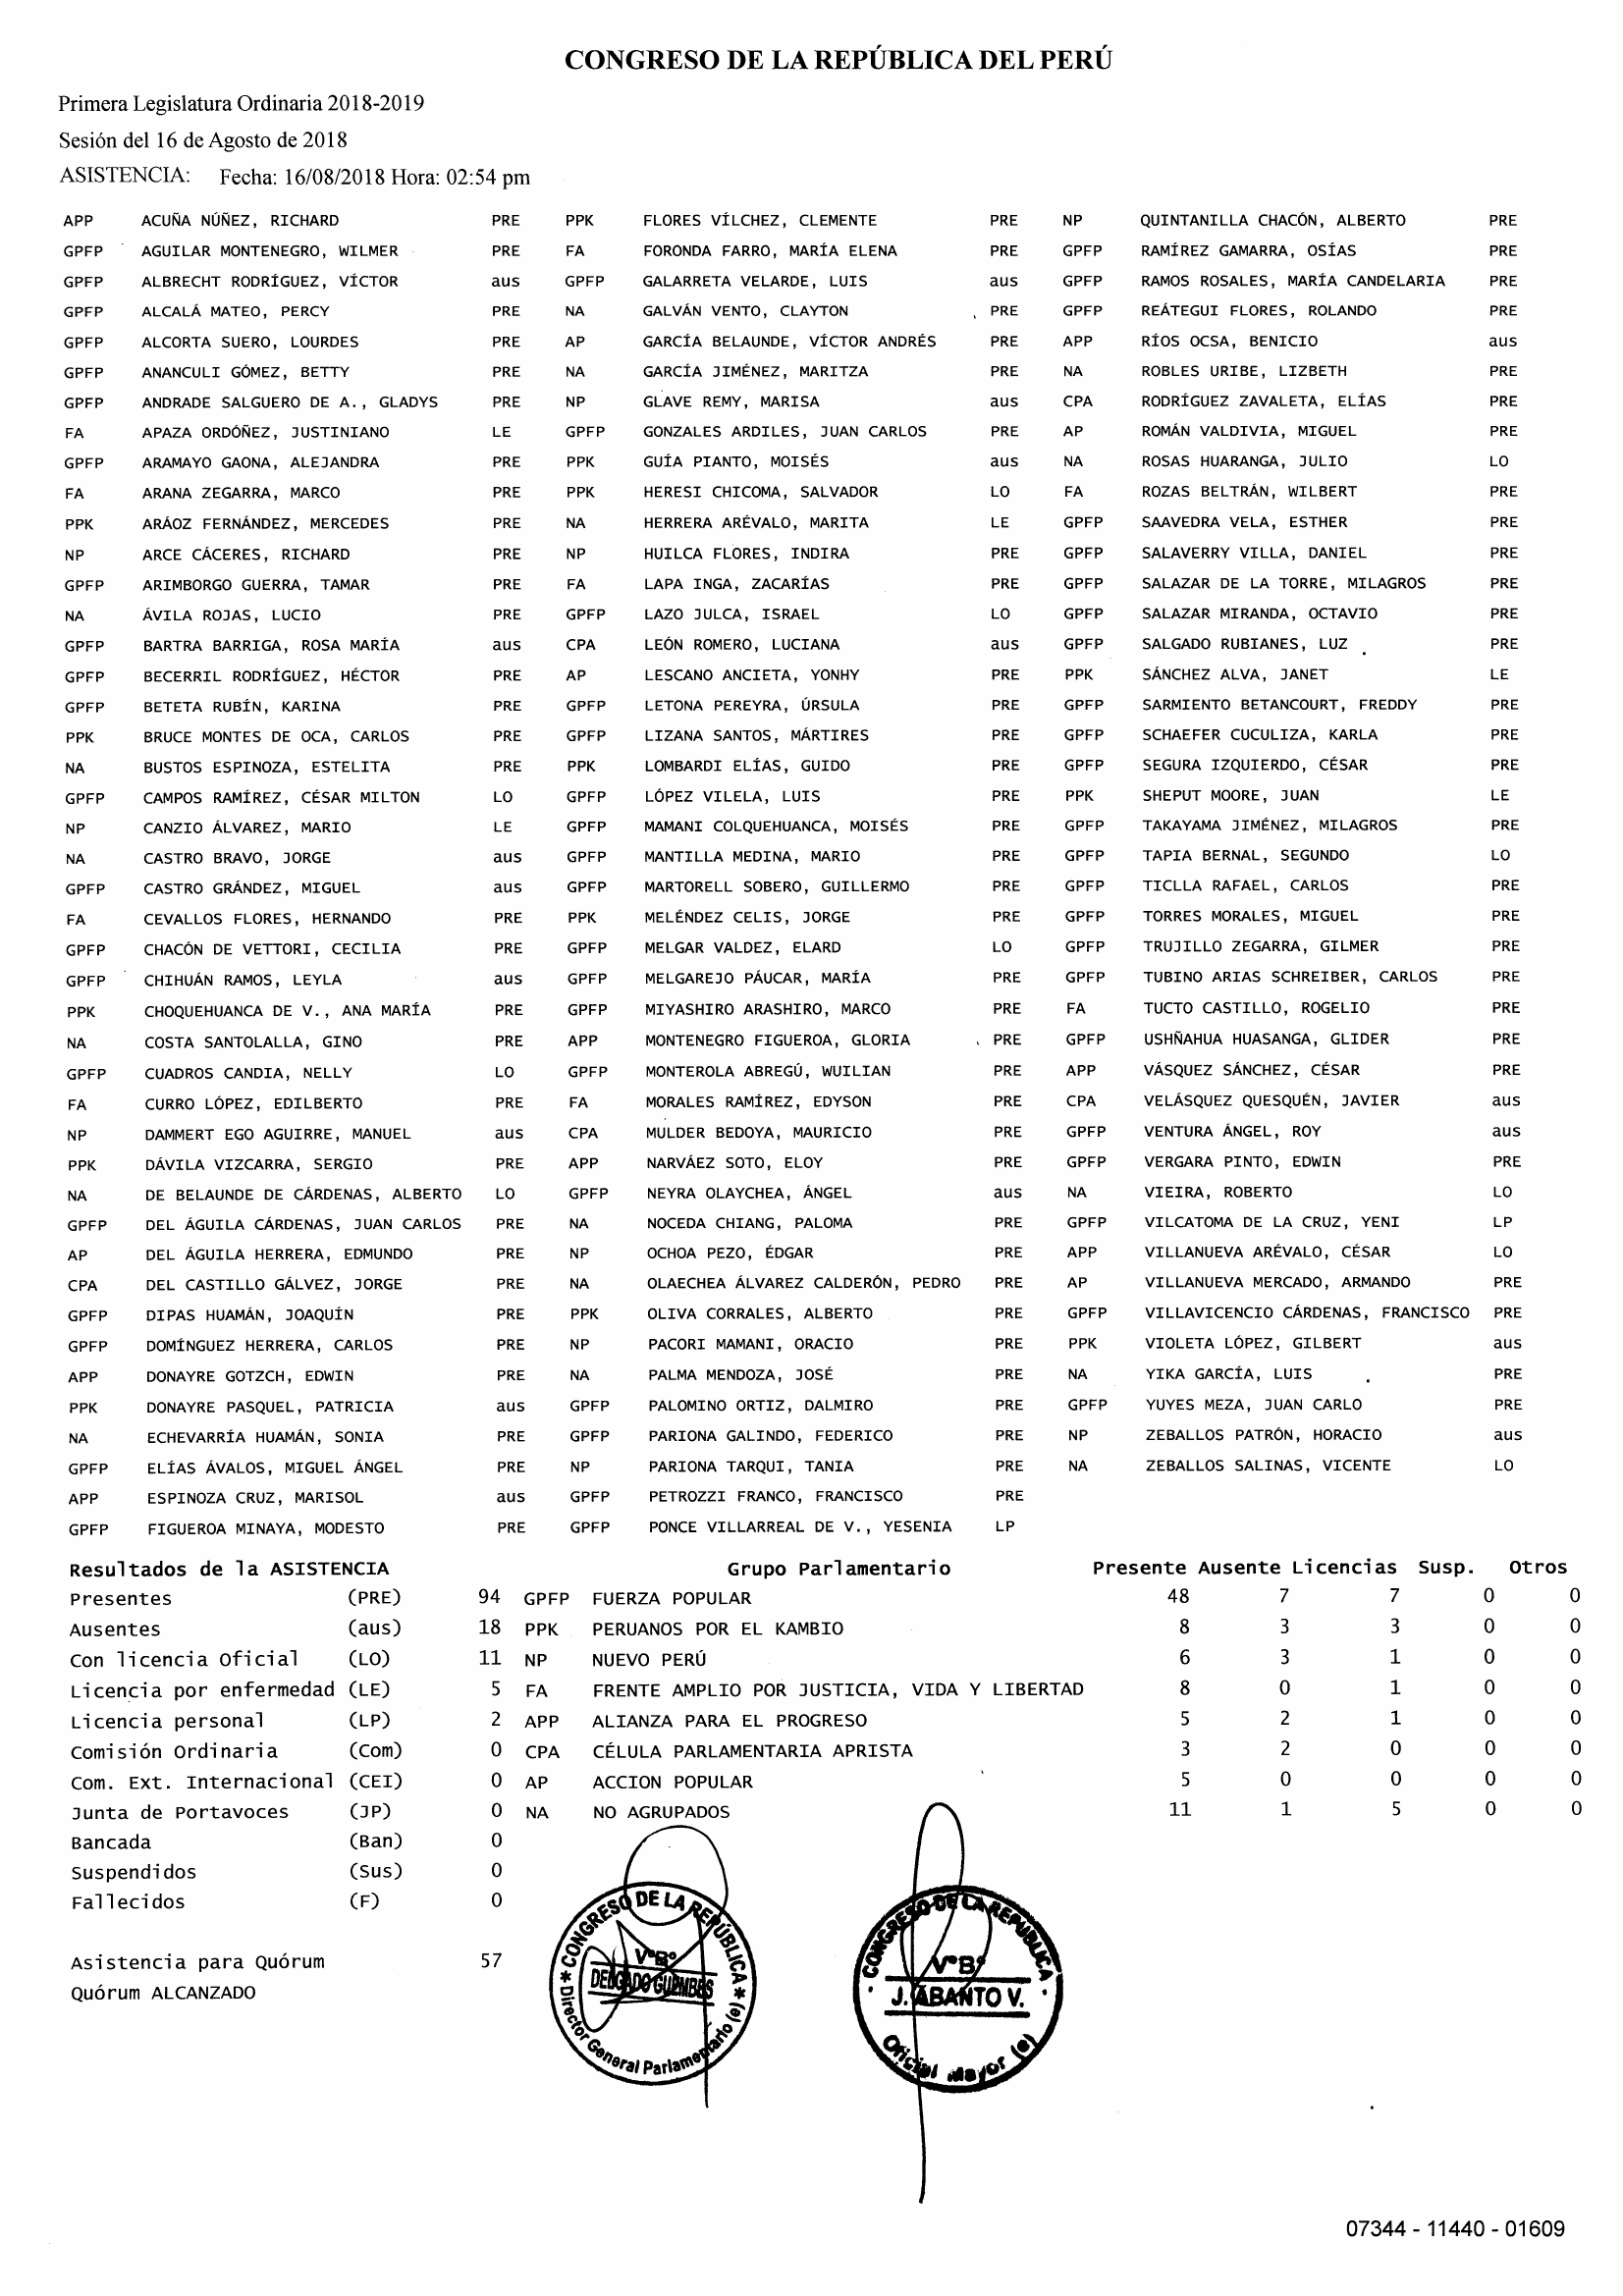 CONGRESO DE LA REPÚBLICA DEL PERÚ
Primera Legislatura Ordinaria 2018-2019
Sesión del 16 de Agosto de 2018
ASISTENCIA: Fecha: 16/08/2018 Hora: 02:54 pm
APP ACUÑA NÚÑEZ, RICHARD PRE PPK FLORES VÍLCHEZ, CLEMENTE PRE NP QUINTANILLA CHACÓN, ALBERTO PRE
GPFP AGUILAR MONTENEGRO, WILMER PRE FA FORONDA FARRO, MARÍA ELENA PRE GPFP RAMÍREZ GAMARRA, OSÍAS PRE
GPFP ALBRECHT RODRÍGUEZ, VÍCTOR aus GPFP GALARRETA VELARDE, LUIS aus GPFP RAMOS ROSALES, MARÍA CANDELARIA PRE
GPFP ALCALÁ MATEO, PERCY PRE NA GALVÁN VENTO, CLAYTON PRE GPFP REÁTEGUI FLORES, ROLANDO PRE
GPFP ALCORTA SUERO, LOURDES PRE AP GARCÍA BELAUNDE, VÍCTOR ANDRÉS PRE APP RÍOS OCSA, BENICIO aus
GPFP ANANCULI GÓMEZ, BETTY PRE NA GARCÍA JIMÉNEZ, MARITZA PRE NA ROBLES URIBE, LIZBETH PRE
GPFP ANDRADE SALGUERO DE A., GLADYS PRE NP GLAVE REMY, MARISA aus CPA RODRÍGUEZ ZAVALETA, ELÍAS PRE
FA APAZA ORDÓÑEZ, JUSTINIANO LE GPFP GONZALES ARDILES, JUAN CARLOS PRE AP ROMÁN VALDIVIA, MIGUEL PRE
GPFP ARAMAYO GAONA, ALEJANDRA PRE PPK GUÍA PIANTO, MOISÉS aus NA ROSAS HUARANGA, JULIO LO
FA ARANA ZEGARRA, MARCO PRE PPK HERESI CHICOMA, SALVADOR LO FA ROZAS BELTRÁN, WILBERT PRE
PPK ARÁOZ FERNÁNDEZ, MERCEDES PRE NA HERRERA ARÉVALO, MARITA LE GPFP SAAVEDRA VELA, ESTHER PRE
NP ARCE CÁCERES, RICHARD PRE NP HUILCA FLORES, INDIRA PRE GPFP SALAVERRY VILLA, DANIEL PRE
GPFP ARIMBORGO GUERRA, TAMAR PRE FA LAPA INGA, ZACARÍAS PRE GPFP SALAZAR DE LA TORRE, MILAGROS PRE
NA ÁVILA ROJAS, LUCIO PRE GPFP LAZO JULCA, ISRAEL LO GPFP SALAZAR MIRANDA, OCTAVIO PRE
GPFP BARTRA BARRIGA, ROSA MARÍA aus CPA LEÓN ROMERO, LUCIANA aus GPFP SALGADO RUBIANES, LUZ PRE
GPFP BECERRIL RODRÍGUEZ, HÉCTOR PRE AP LESCANO ANCIETA, YONHY PRE PPK SÁNCHEZ ALVA, JANET LE
GPFP BETETA RUBÍN, KARINA PRE GPFP LETONA PEREYRA, ÚRSULA PRE GPFP SARMIENTO BETANCOURT, FREDDY PRE
PPK BRUCE MONTES DE OCA, CARLOS PRE GPFP LIZANA SANTOS, MÁRTIRES PRE GPFP SCHAEFER CUCULIZA, KARLA PRE
NA BUSTOS ESPINOZA, ESTELITA PRE PPK LOMBARDI ELÍAS, GUIDO PRE GPFP SEGURA IZQUIERDO, CÉSAR PRE
GPFP CAMPOS RAMÍREZ, CÉSAR MILTON LO GPFP LÓPEZ VILELA, LUIS PRE PPK SHEPUT MOORE, JUAN LE
NP CANZIO ÁLVAREZ, MARIO LE GPFP MAMANI COLQUEHUANCA, MOISÉS PRE GPFP TAKAYAMA JIMÉNEZ, MILAGROS PRE
NA CASTRO BRAVO, JORGE aus GPFP MANTILLA MEDINA, MARIO PRE GPFP TAPIA BERNAL, SEGUNDO LO
GPFP CASTRO GRÁNDEZ, MIGUEL aus GPFP MARTORELL SOBERO, GUILLERMO PRE GPFP TICLLA RAFAEL, CARLOS PRE
FA CEVALLOS FLORES, HERNANDO PRE PPK MELÉNDEZ CELIS, JORGE PRE GPFP TORRES MORALES, MIGUEL PRE
GPFP CHACÓN DE VETTORI, CECILIA PRE GPFP MELGAR VALDEZ, ELARD LO GPFP TRUJILLO ZEGARRA, GILMER PRE
GPFP CHIHUÁN RAMOS, LEYLA aus GPFP MELGAREJO PÁUCAR, MARÍA PRE GPFP TUBINO ARIAS SCHREIBER, CARLOS PRE
PPK CHOQUEHUANCA DE V., ANA MARÍA PRE GPFP MIYASHIRO ARASHIRO, MARCO PRE FA TUCTO CASTILLO, ROGELIO PRE
NA COSTA SANTOLALLA, GINO PRE APP MONTENEGRO FIGUEROA, GLORIA PRE GPFP USHÑAHUA HUASANGA, GLIDER PRE
GPFP CUADROS CANDIA, NELLY LO GPFP MONTEROLA ABREGÚ, WUILIAN PRE APP VÁSQUEZ SÁNCHEZ, CÉSAR PRE
FA CURRO LÓPEZ, EDILBERTO PRE FA MORALES RAMÍREZ, EDYSON PRE CPA VELÁSQUEZ QUESQUÉN, JAVIER aus
NP DAMMERT EGO AGUIRRE, MANUEL aus CPA MULDER BEDOYA, MAURICIO PRE GPFP VENTURA ÁNGEL, ROY aus
PPK DÁVILA VIZCARRA, SERGIO PRE APP NARVÁEZ SOTO, ELOY PRE GPFP VERGARA PINTO, EDWIN PRE
NA DE BELAUNDE DE CÁRDENAS, ALBERTO LO GPFP NEYRA OLAYCHEA, ÁNGEL aus NA VIEIRA, ROBERTO LO
GPFP DEL ÁGUILA CÁRDENAS, JUAN CARLOS PRE NA NOCEDA CHIANG, PALOMA PRE GPFP VILCATOMA DE LA CRUZ, YENI LP
AP DEL ÁGUILA HERRERA, EDMUNDO PRE NP OCHOA PEZO, ÉDGAR PRE APP VILLANUEVA ARÉVALO, CÉSAR LO
CPA DEL CASTILLO GÁLVEZ, JORGE PRE NA OLAECHEA ÁLVAREZ CALDERÓN, PEDRO PRE AP VILLANUEVA MERCADO, ARMANDO PRE
GPFP DIPAS HUAMÁN, JOAQUÍN PRE PPK OLIVA CORRALES, ALBERTO PRE GPFP VILLAVICENCIO CÁRDENAS, FRANCISCO PRE
GPFP DOMÍNGUEZ HERRERA, CARLOS PRE NP PACORI MAMANI, ORACIO PRE PPK VIOLETA LÓPEZ, GILBERT aus
APP DONAYRE GOTZCH, EDWIN PRE NA PALMA MENDOZA, JOSÉ PRE NA YIKA GARCÍA, LUIS PRE
PPK DONAYRE PASQUEL, PATRICIA aus GPFP PALOMINO ORTIZ, DALMIRO PRE GPFP YUYES MEZA, JUAN CARLO PRE
NA ECHEVARRÍA HUAMÁN, SONIA PRE GPFP PARIONA GALINDO, FEDERICO PRE NP ZEBALLOS PATRÓN, HORACIO aus
GPFP ELÍAS ÁVALOS, MIGUEL ÁNGEL PRE NP PARIONA TARQUI, TANIA PRE NA ZEBALLOS SALINAS, VICENTE LO
APP ESPINOZA CRUZ, MARISOL aus GPFP PETROZZI FRANCO, FRANCISCO PRE
GPFP FIGUEROA MINAYA, MODESTO PRE GPFP PONCE VILLARREAL DE V., YESENIA LP
Resultados de la ASISTENCIA Grupo Parlamentario Presente Ausente Licencias Susp. Otros
Presentes (PRE) 94 GPFP FUERZA POPULAR 48 7 7 0 0
Ausentes (aus) 18 PPK PERUANOS POR EL KAMBIO 8 3 3 0 0
Con licencia Oficial (LO) 11 NP NUEVO PERÚ 6 3 1 0 0
Licencia por enfermedad (LE) 5 FA FRENTE AMPLIO POR JUSTICIA, VIDA Y LIBERTAD 8 0 1 0 0
Licencia personal (LP) 2 APP ALIANZA PARA EL PROGRESO 5 2 1 0 0
Comisión Ordinaria (Com) 0 CPA CÉLULA PARLAMENTARIA APRISTA 3 2 0 0 0
Com. Ext. Internacional (CEI) 0 AP ACCION POPULAR 5 0 0 0 0
Junta de Portavoces (JP) 0 NA NO AGRUPADOS 11 1 5 0 0
Bancada (Ban) 0
Suspendidos (Sus) 0
Fallecidos (F) 0
Asistencia para Quórum 57
Quórum ALCANZADO
* CONGRESO DE LA REPÚBLICA *
V°B°
DELGADO GUEMBES
Director General Parlamentario (e)
- CONGRESO DE LA REPUBLICA -
V°B°
J. ABANTO V.
Oficial Mayor (e)
07344 - 11440 - 01609